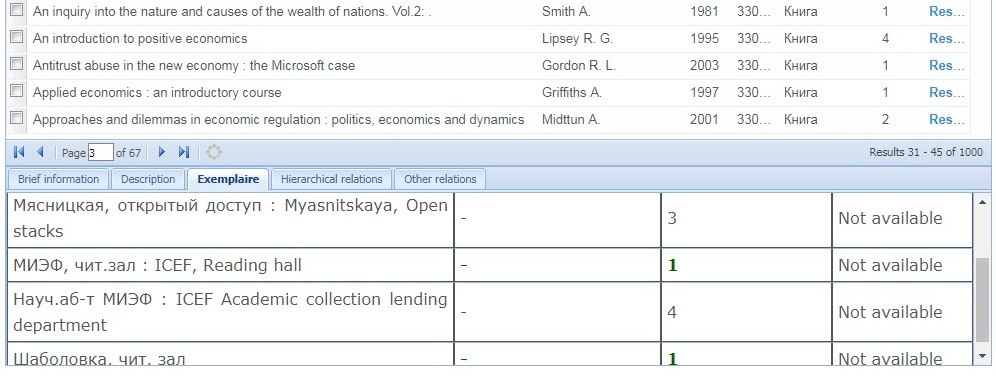 An inquiry into the nature and causes of the wealth of nations. Vol.2: . Smith A. 1981 330... Книга 1 Res...
An introduction to positive economics Lipsey R. G. 1995 330... Книга 4 Res...
Antitrust abuse in the new economy : the Microsoft case Gordon R. L. 2003 330... Книга 1 Res...
Applied economics : an introductory course Griffiths A. 1997 330... Книга 1 Res...
Approaches and dilemmas in economic regulation : politics, economics and dynamics Midttun A. 2001 330... Книга 2 Res...
Page 3 of 67 Results 31 - 45 of 1000
Brief information Description Exemplaire Hierarchical relations Other relations
Мясницкая, открытый доступ : Myasnitskaya, Open
stacks - 3 Not available
МИЭФ, чит.зал : ICEF, Reading hall - 1 Not available
Науч.аб-т МИЭФ : ICEF Academic collection lending
department - 4 Not available
Шаболовка, чит. зал - 1 Not available